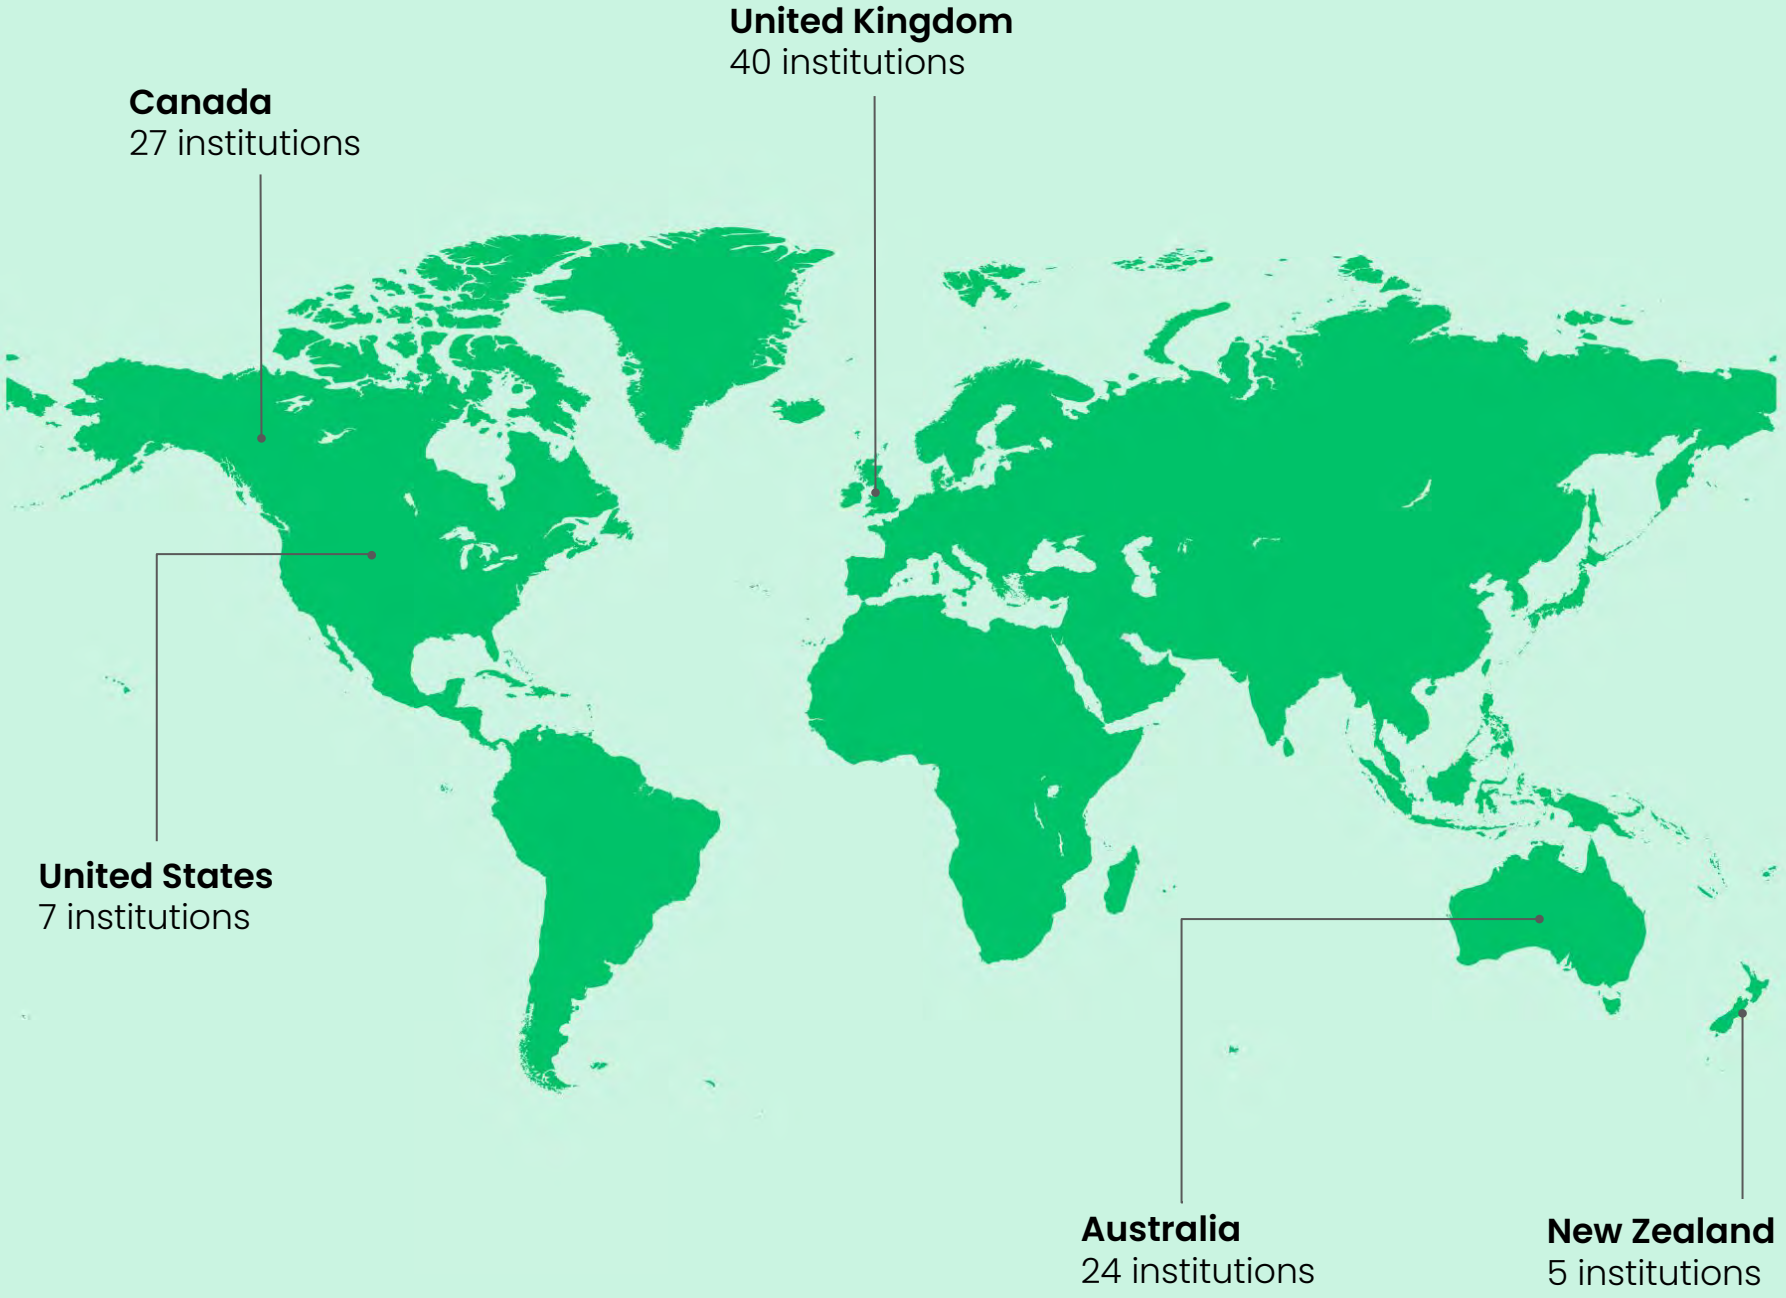 United Kingdom
40 institutions
Canada
27 institutions
United States
7 institutions
Australia
24 institutions
New Zealand
5 institutions